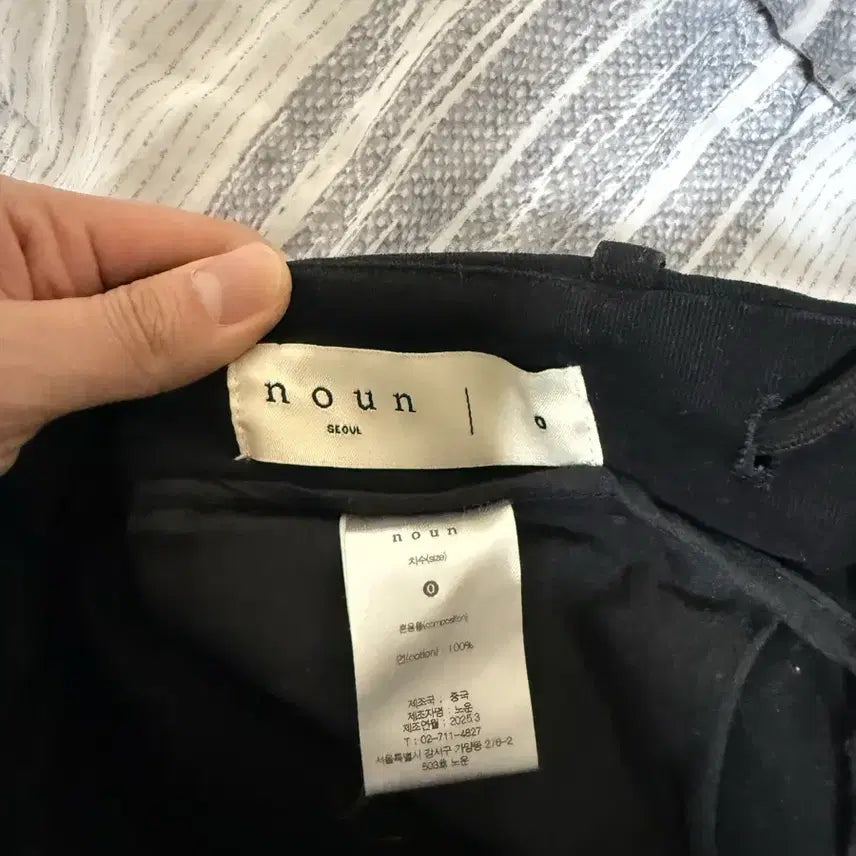 noun | 0
SEOUL
noun
치수(size)
0
혼용율(composition)
면(cotton) : 100%
제조국 : 중국
제조자명 : 노운
제조연월 : 2025.3
T : 02-711-4827
서울특별시 강서구 가양동 2/6-2
503호 노운